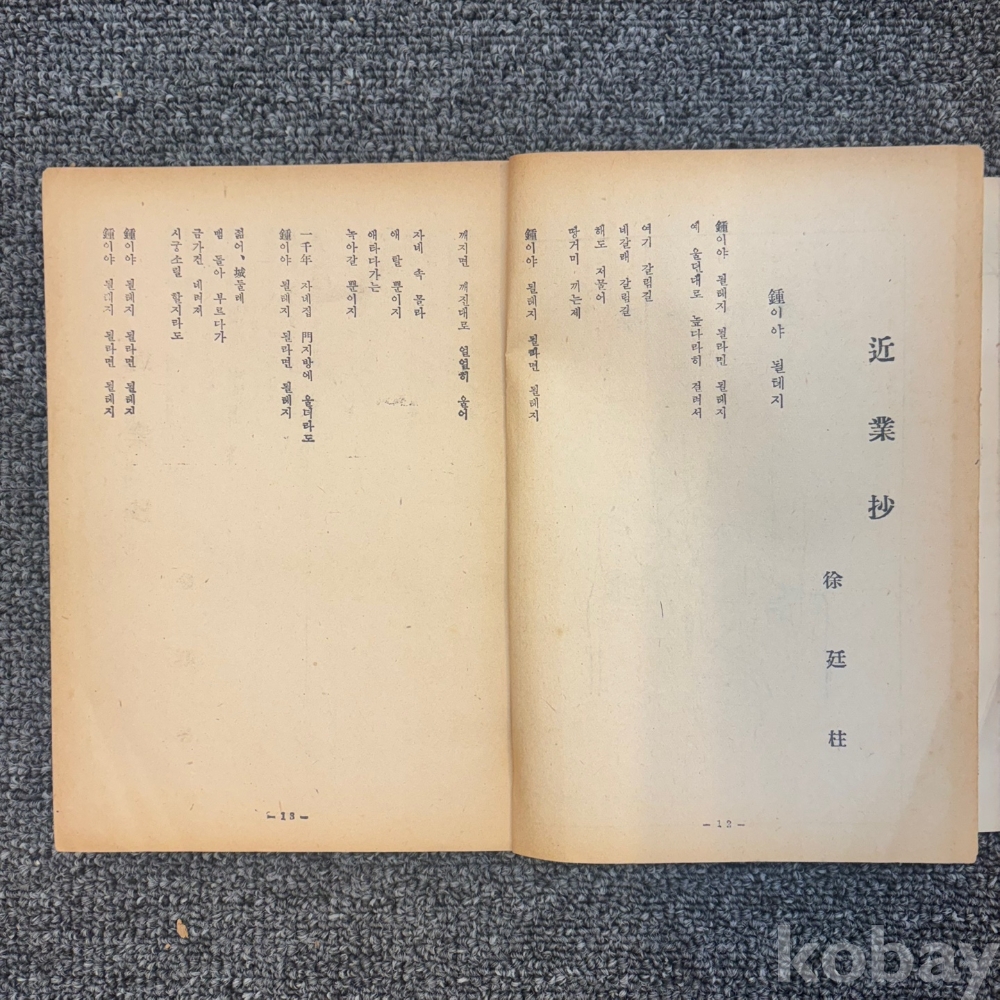 近業抄
徐廷柱
鍾이야 될테지
鍾이야 될테지 될라면 될테지
예 울던대로 높다라히 걸려서
여기 갈림길
네갈래 갈림길
해도 저물어
땅거미 끼는제
鍾이야 될테지 될라면 될테지
-12-
깨지면 깨진대로 얼얼히 울어
자네 속 몰라
애 탈 뿐이지
애타다가는
녹아갈 뿐이지
一千年 자네집 門지방에 울더라도
鍾이야 될테지 될라면 될테지
젊어、城둘레
맴 돌아 부르다가
금가건 네려져
시궁소릴 할지라도
鍾이야 될테지 될라면 될테지
鍾이야 될테지 될라면 될테지
-13-
kobay